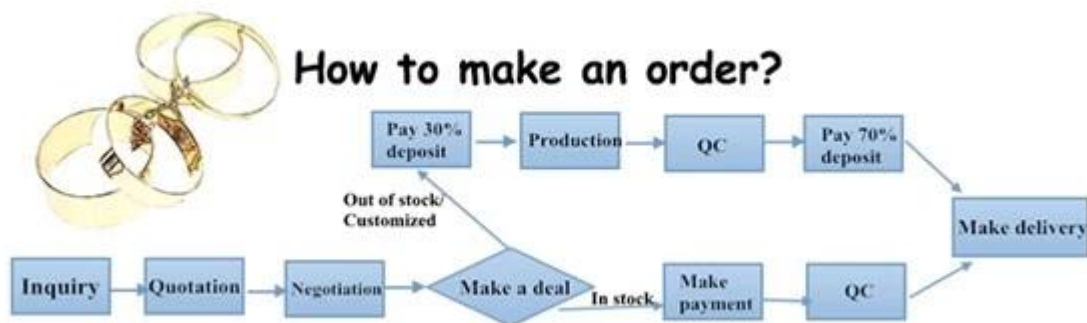 How to make an order?
Pay 30%
deposit
Production
QC
Pay 70%
deposit
Out of stock/
Customized
Make delivery
Inquiry
Quotation
Negotiation
Make a deal
In stock
Make
payment
QC